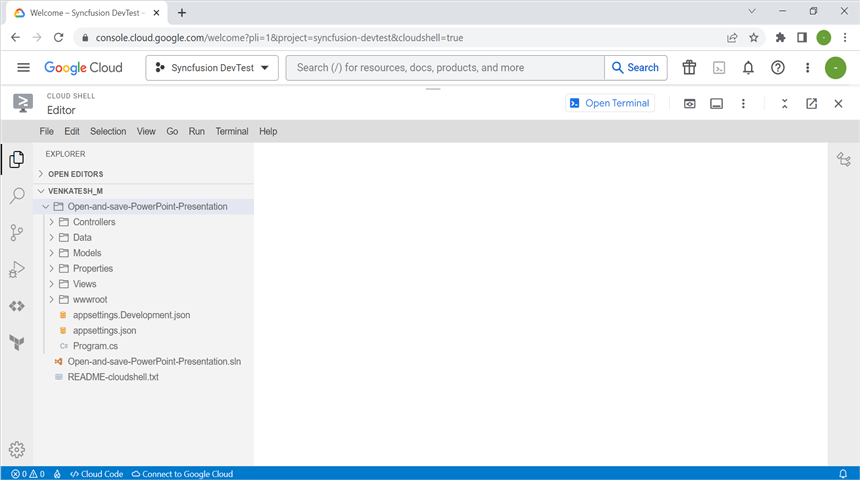 Welcome – Syncfusion DevTest –
console.cloud.google.com/welcome?pli=1&project=syncfusion-devtest&cloudshell=true
Google Cloud
Syncfusion DevTest
Search (/) for resources, docs, products, and more
Search
CLOUD SHELL
Editor
Open Terminal
File Edit Selection View Go Run Terminal Help
EXPLORER
OPEN EDITORS
VENKATESH_M
Open-and-save-PowerPoint-Presentation
Controllers
Data
Models
Properties
Views
wwwroot
appsettings.Development.json
appsettings.json
C# Program.cs
Open-and-save-PowerPoint-Presentation.sln
README-cloudshell.txt
0 0 Cloud Code Connect to Google Cloud